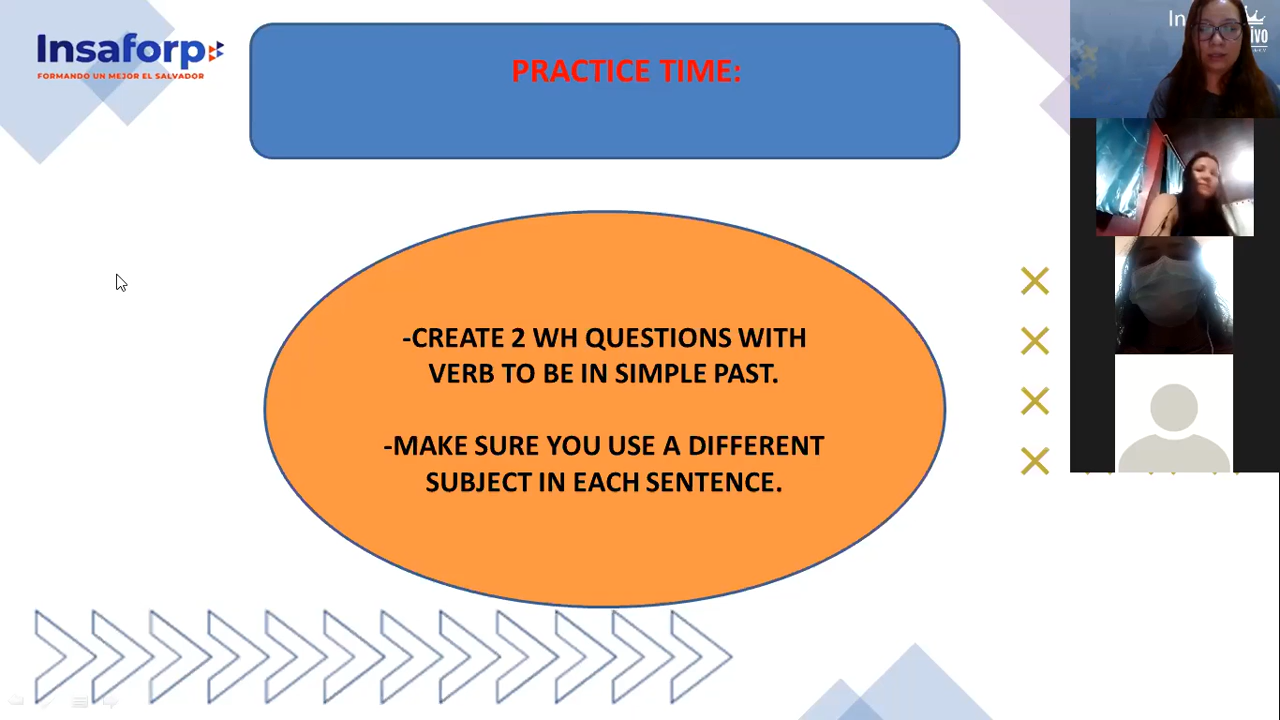 Insaforp
FORMANDO UN MEJOR EL SALVADOR
PRACTICE TIME:
In
-CREATE 2 WH QUESTIONS WITH
VERB TO BE IN SIMPLE PAST.
-MAKE SURE YOU USE A DIFFERENT
SUBJECT IN EACH SENTENCE.